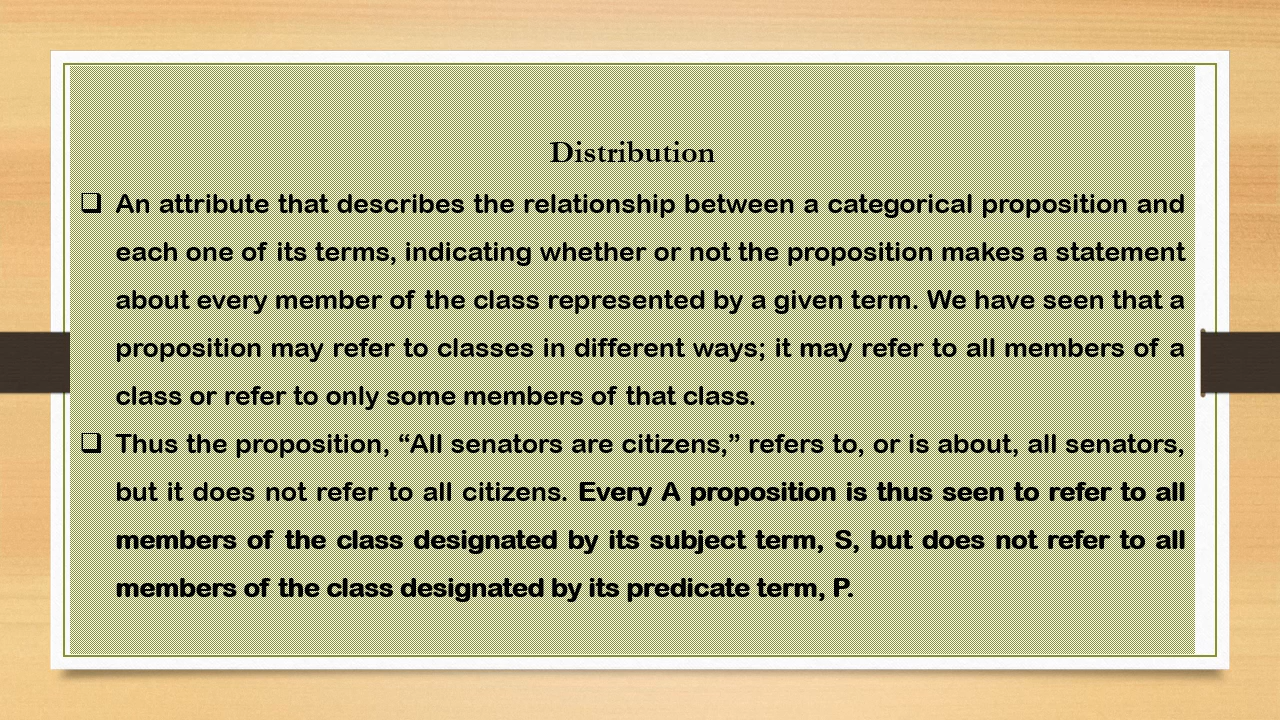 Distribution
❑ An attribute that describes the relationship between a categorical proposition and
each one of its terms, indicating whether or not the proposition makes a statement
about every member of the class represented by a given term. We have seen that a
proposition may refer to classes in different ways; it may refer to all members of a
class or refer to only some members of that class.
❑ Thus the proposition, “All senators are citizens,” refers to, or is about, all senators,
but it does not refer to all citizens. Every A proposition is thus seen to refer to all
members of the class designated by its subject term, S, but does not refer to all
members of the class designated by its predicate term, P.